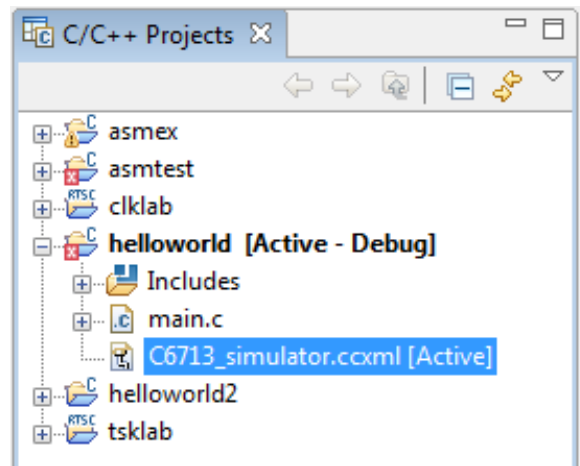 C/C++ Projects
asmex
asmtest
clklab
helloworld [Active - Debug]
Includes
main.c
C6713_simulator.ccxml [Active]
helloworld2
tsklab